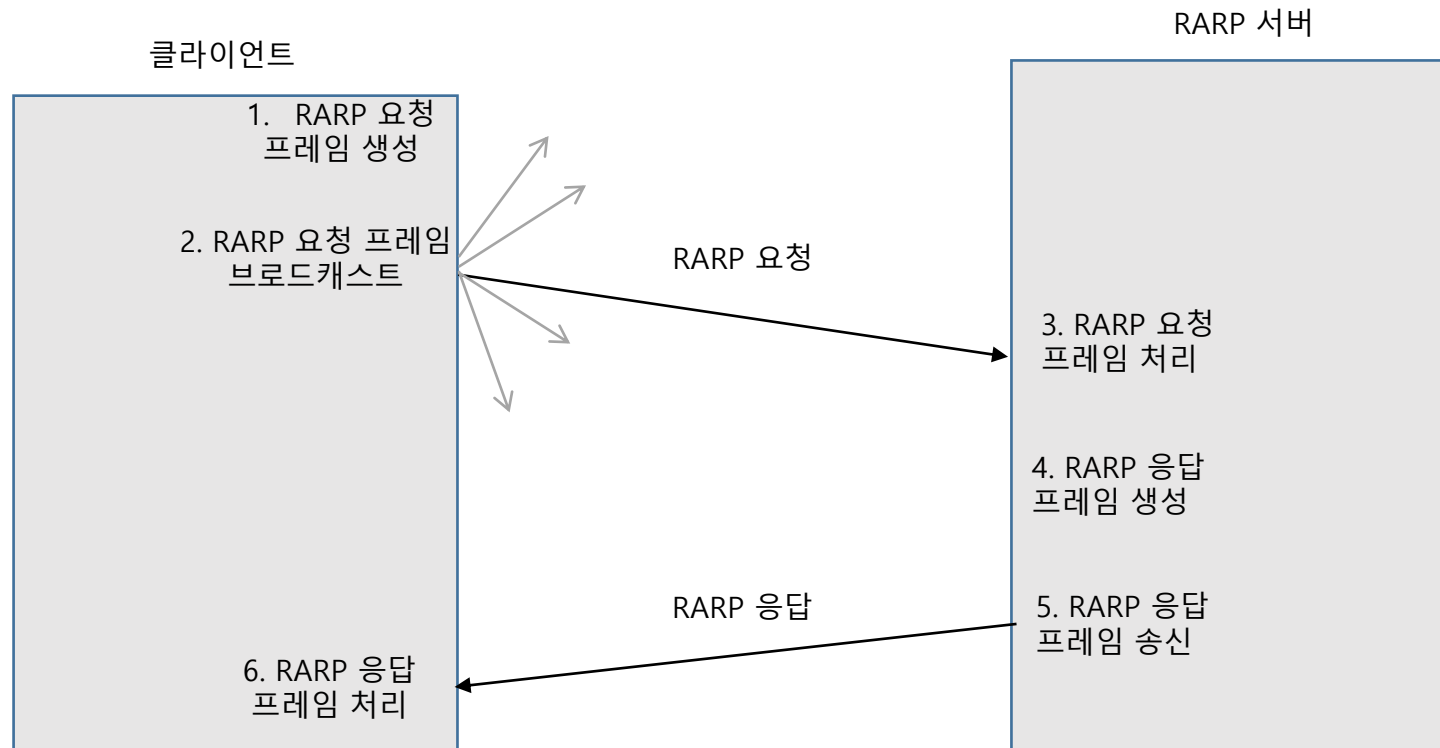 클라이언트
RARP 서버
1. RARP 요청
프레임 생성
2. RARP 요청 프레임
브로드캐스트
RARP 요청
3. RARP 요청
프레임 처리
4. RARP 응답
프레임 생성
RARP 응답
5. RARP 응답
프레임 송신
6. RARP 응답
프레임 처리